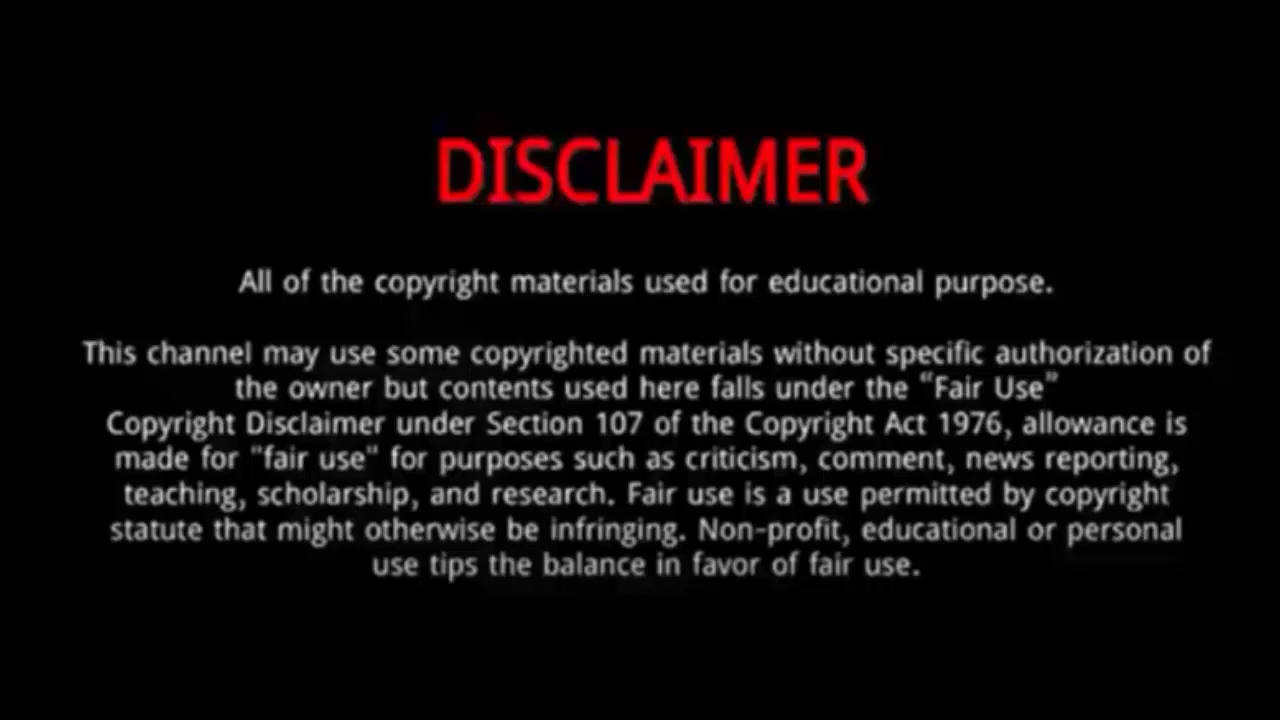 DISCLAIMER
All of the copyright materials used for educational purpose.
This channel may use some copyrighted materials without specific authorization of
the owner but contents used here falls under the “Fair Use”
Copyright Disclaimer under Section 107 of the Copyright Act 1976, allowance is
made for "fair use" for purposes such as criticism, comment, news reporting,
teaching, scholarship, and research. Fair use is a use permitted by copyright
statute that might otherwise be infringing. Non-profit, educational or personal
use tips the balance in favor of fair use.